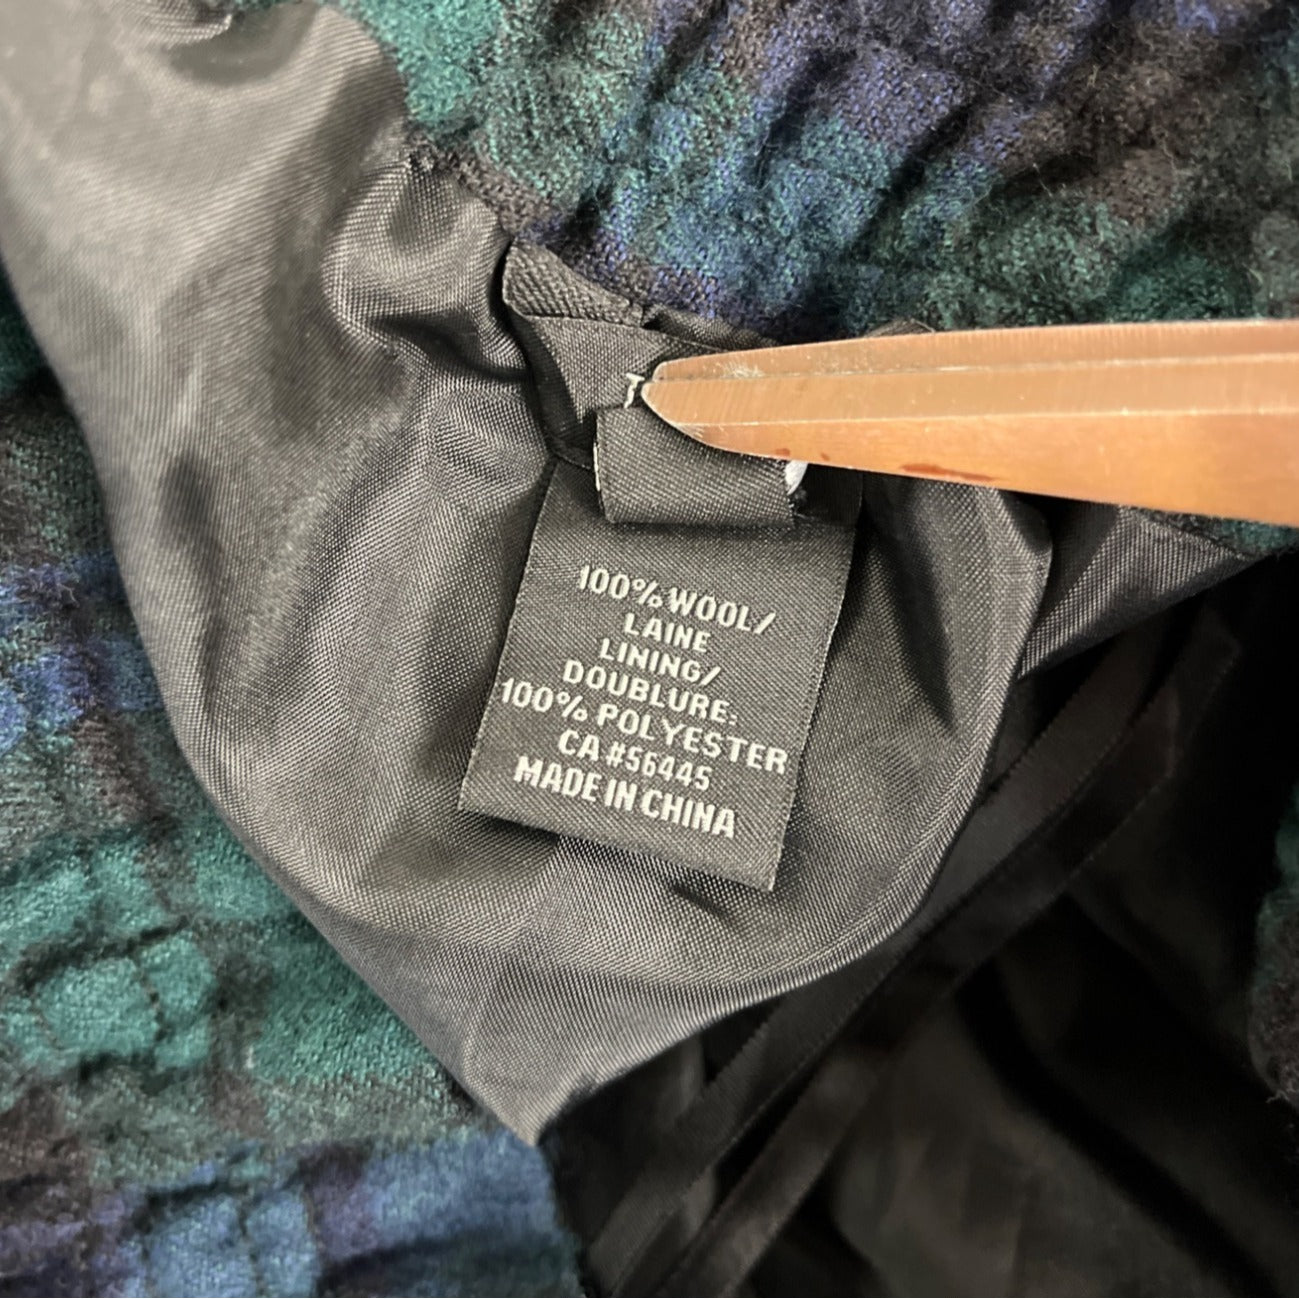 100% WOOL/
LAINE
LINING/
DOUBLURE:
100% POLYESTER
CA#56445
MADE IN CHINA